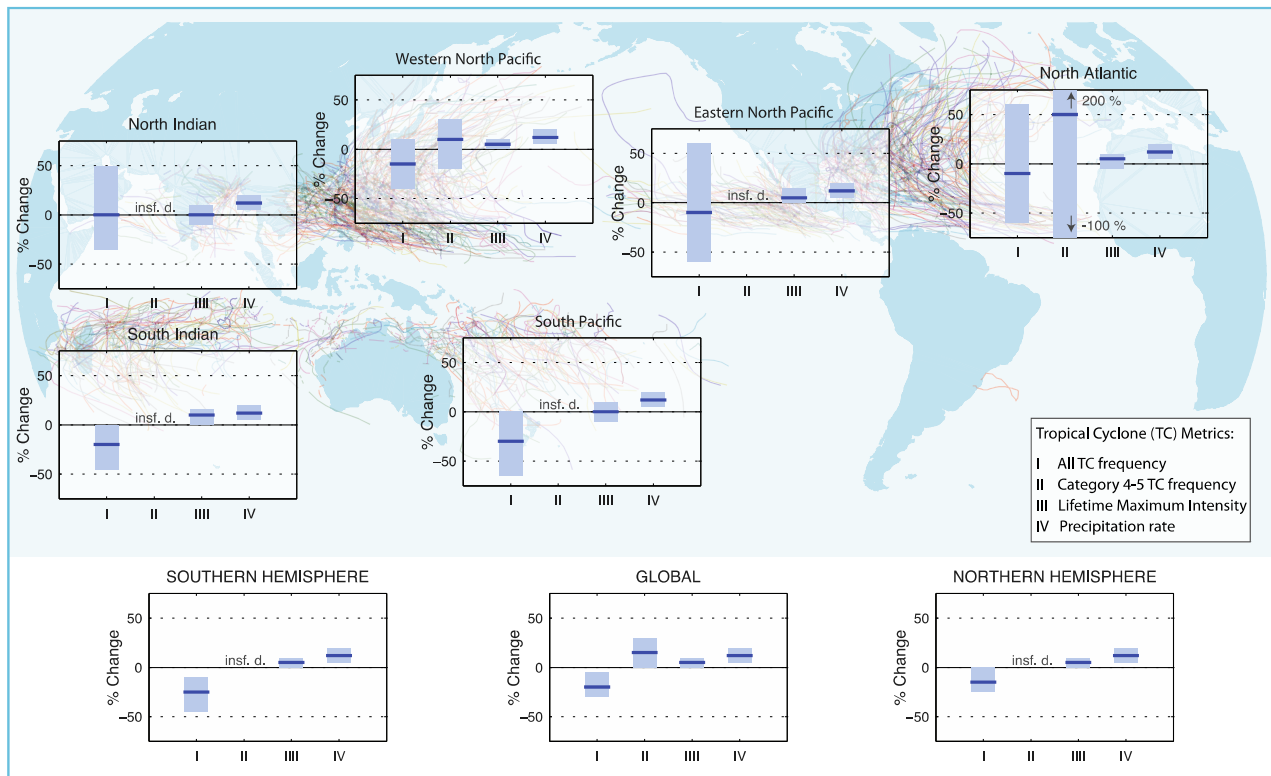 Western North Pacific
% Change
50
0
−50
I II IIII IV
North Atlantic
% Change
50
0
−50
200 %
-100 %
I II IIII IV
Eastern North Pacific
% Change
50
0
−50
insf. d.
I II IIII IV
North Indian
% Change
50
0
−50
insf. d.
I II IIII IV
South Indian
% Change
50
0
−50
insf. d.
I II IIII IV
South Pacific
% Change
50
0
−50
insf. d.
I II IIII IV
Tropical Cyclone (TC) Metrics:
I All TC frequency
II Category 4-5 TC frequency
III Lifetime Maximum Intensity
IV Precipitation rate
SOUTHERN HEMISPHERE
% Change
50
0
−50
insf. d.
I II IIII IV
GLOBAL
% Change
50
0
−50
I II IIII IV
NORTHERN HEMISPHERE
% Change
50
0
−50
insf. d.
I II IIII IV